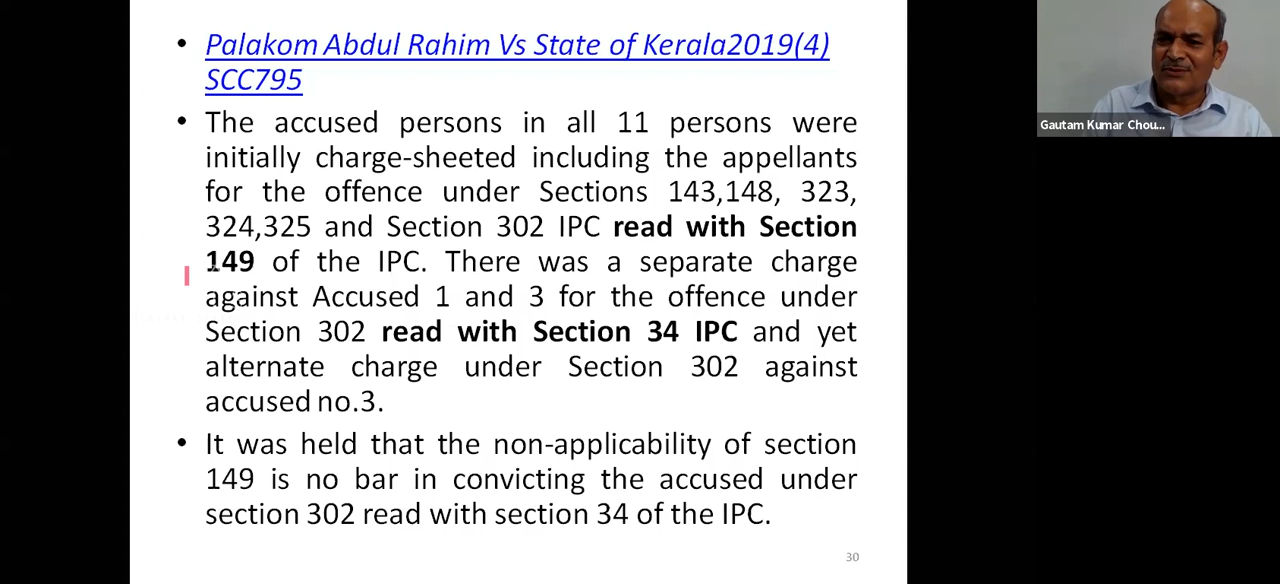 • Palakom Abdul Rahim Vs State of Kerala2019(4)
SCC795
• The accused persons in all 11 persons were
initially charge-sheeted including the appellants
for the offence under Sections 143,148, 323,
324,325 and Section 302 IPC read with Section
149 of the IPC. There was a separate charge
against Accused 1 and 3 for the offence under
Section 302 read with Section 34 IPC and yet
alternate charge under Section 302 against
accused no.3.
• It was held that the non-applicability of section
149 is no bar in convicting the accused under
section 302 read with section 34 of the IPC.
30
Gautam Kumar Chou...